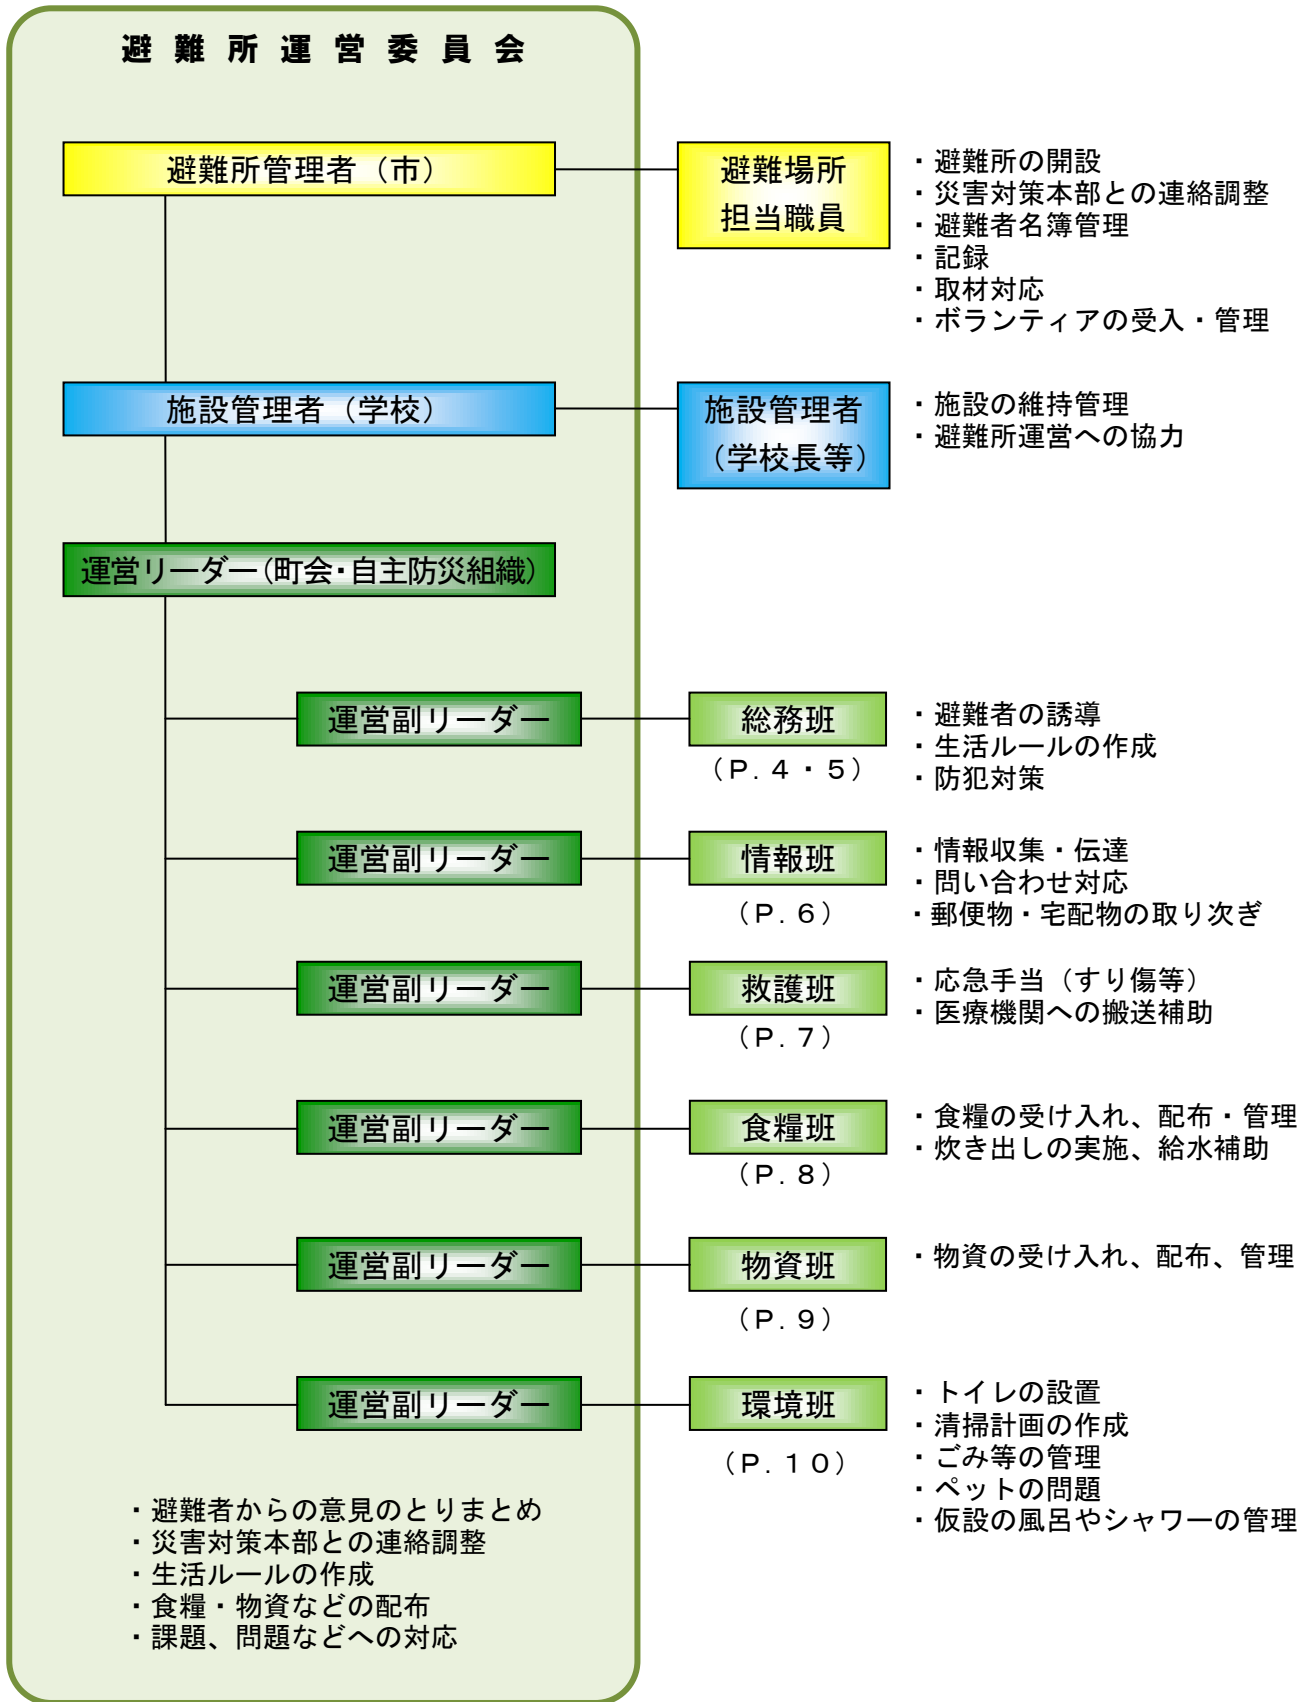 避難所運営委員会
避難所管理者（市）
避難場所
担当職員
・避難所の開設
・災害対策本部との連絡調整
・避難者名簿管理
・記録
・取材対応
・ボランティアの受入・管理
施設管理者（学校）
施設管理者
（学校長等）
・施設の維持管理
・避難所運営への協力
運営リーダー（町会・自主防災組織）
運営副リーダー
総務班
（Ｐ．４・５）
・避難者の誘導
・生活ルールの作成
・防犯対策
運営副リーダー
情報班
（Ｐ．６）
・情報収集・伝達
・問い合わせ対応
・郵便物・宅配物の取り次ぎ
運営副リーダー
救護班
（Ｐ．７）
・応急手当（すり傷等）
・医療機関への搬送補助
運営副リーダー
食糧班
（Ｐ．８）
・食糧の受け入れ、配布・管理
・炊き出しの実施、給水補助
運営副リーダー
物資班
（Ｐ．９）
・物資の受け入れ、配布、管理
運営副リーダー
環境班
（Ｐ．１０）
・トイレの設置
・清掃計画の作成
・ごみ等の管理
・ペットの問題
・仮設の風呂やシャワーの管理
・避難者からの意見のとりまとめ
・災害対策本部との連絡調整
・生活ルールの作成
・食糧・物資などの配布
・課題、問題などへの対応